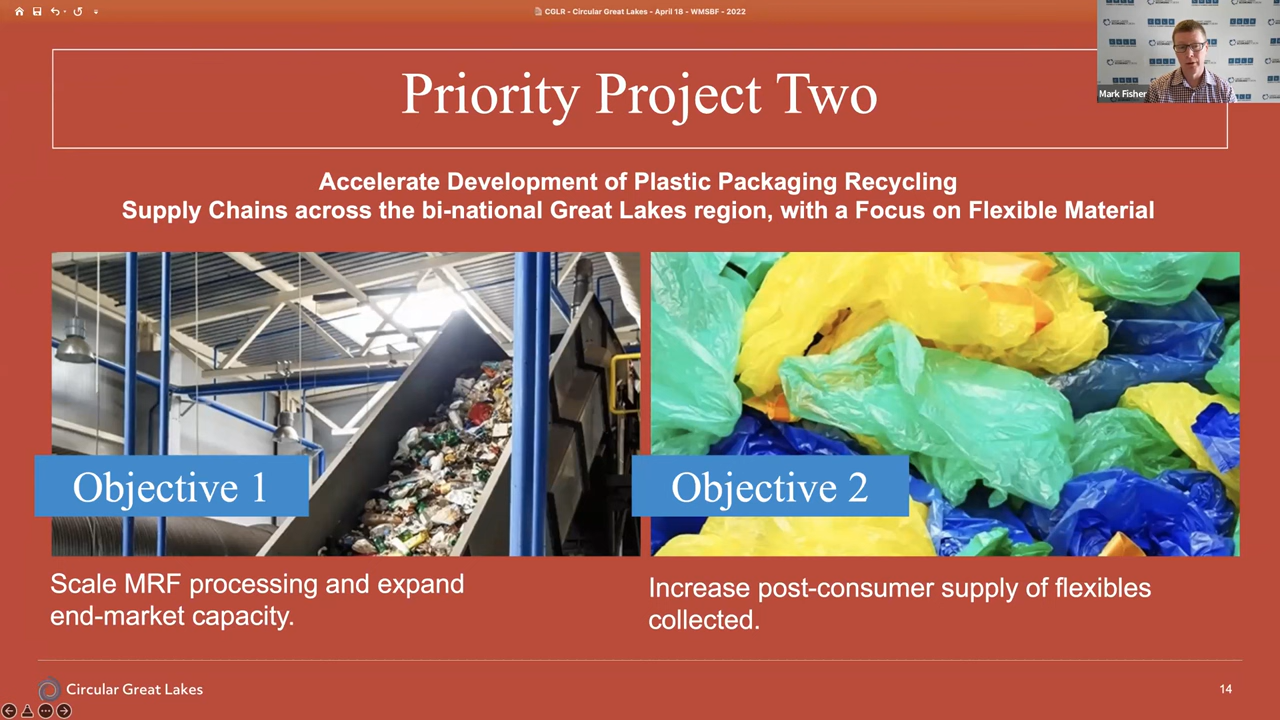 CGLR - Circular Great Lakes - April 18 - WMSBF - 2022
Mark Fisher
Priority Project Two
Accelerate Development of Plastic Packaging Recycling
Supply Chains across the bi-national Great Lakes region, with a Focus on Flexible Material
Objective 1
Objective 2
Scale MRF processing and expand
end-market capacity.
Increase post-consumer supply of flexibles
collected.
Circular Great Lakes
14